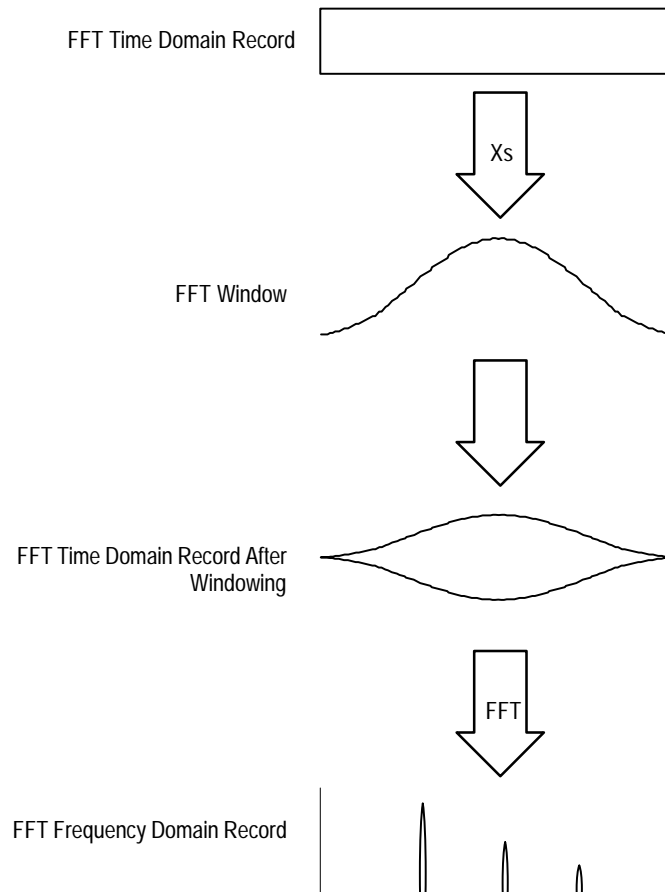 FFT Time Domain Record
Xs
FFT Window
FFT Time Domain Record After
Windowing
FFT
FFT Frequency Domain Record